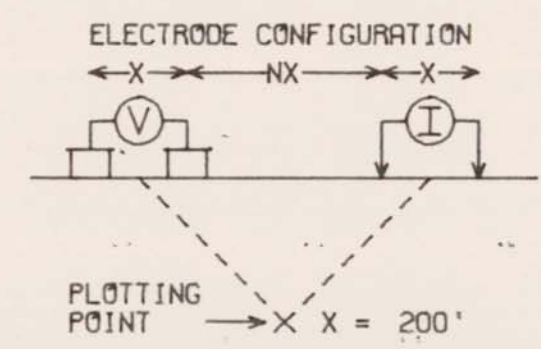 ELECTRODE CONFIGURATION
X NX X
V I
PLOTTING
POINT X X = 200'